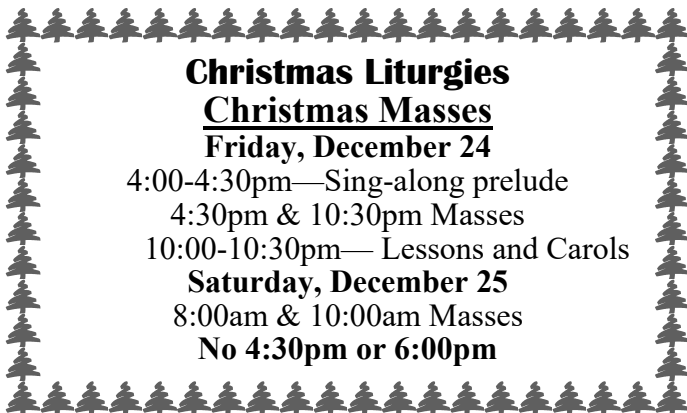 Christmas Liturgies
Christmas Masses
Friday, December 24
4:00-4:30pm—Sing-along prelude
4:30pm & 10:30pm Masses
10:00-10:30pm— Lessons and Carols
Saturday, December 25
8:00am & 10:00am Masses
No 4:30pm or 6:00pm